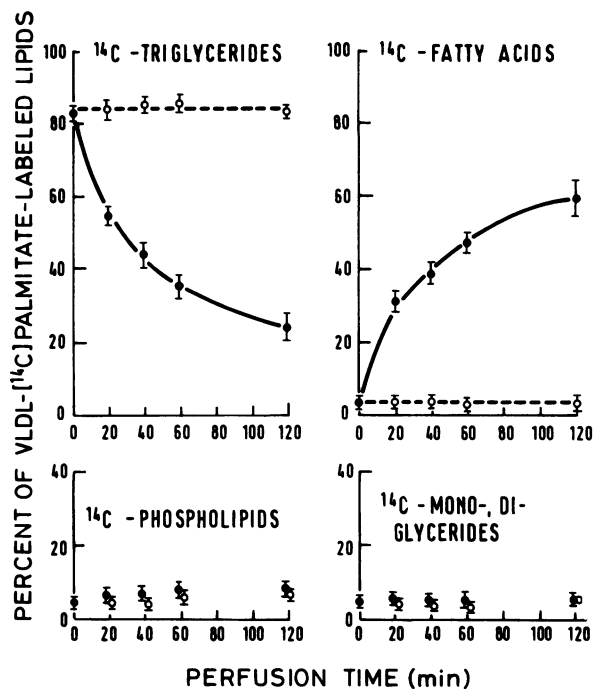 PERCENT OF VLDL-[¹⁴C]PALMITATE-LABELED LIPIDS
¹⁴C -TRIGLYCERIDES
100
80
60
40
20
0
0 20 40 60 80 100 120
¹⁴C -FATTY ACIDS
100
80
60
40
20
0
0 20 40 60 80 100 120
¹⁴C -PHOSPHOLIPIDS
40
20
0
0 20 40 60 80 100 120
¹⁴C -MONO-, DI-
GLYCERIDES
40
20
0
0 20 40 60 80 100 120
PERFUSION TIME (min)